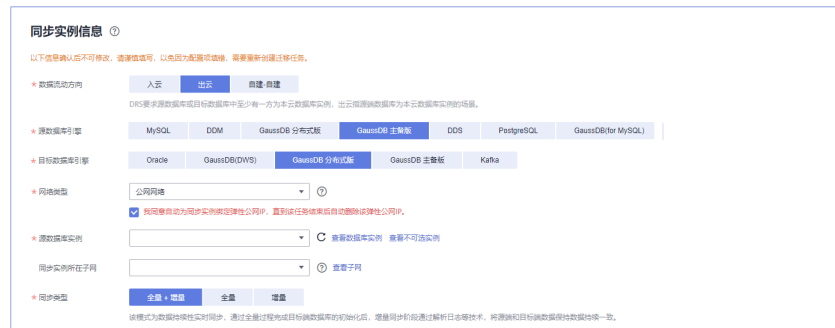 同步实例信息
以下信息确认后不可修改，请谨慎填写，以免因为配置项填错，需要重新创建迁移任务。
* 数据流动方向 入云 出云 自建-自建
DRS要求源数据库或目标数据库中至少有一方为本云数据库实例，出云指源端数据库为本云数据库实例的场景。
* 源数据库引擎 MySQL DDM GaussDB 分布式版 GaussDB 主备版 DDS PostgreSQL GaussDB(for MySQL)
* 目标数据库引擎 Oracle GaussDB(DWS) GaussDB 分布式版 GaussDB 主备版 Kafka
* 网络类型 公网网络
我同意自动为同步实例绑定弹性公网IP，直到该任务结束后自动删除该弹性公网IP。
* 源数据库实例 查看数据库实例 查看不可选实例
同步实例所在子网 查看子网
* 同步类型 全量+增量 全量 增量
该模式为数据持续性实时同步，通过全量过程完成目标端数据库的初始化后，增量同步阶段通过解析日志等技术，将源端和目标端数据保持数据持续一致。